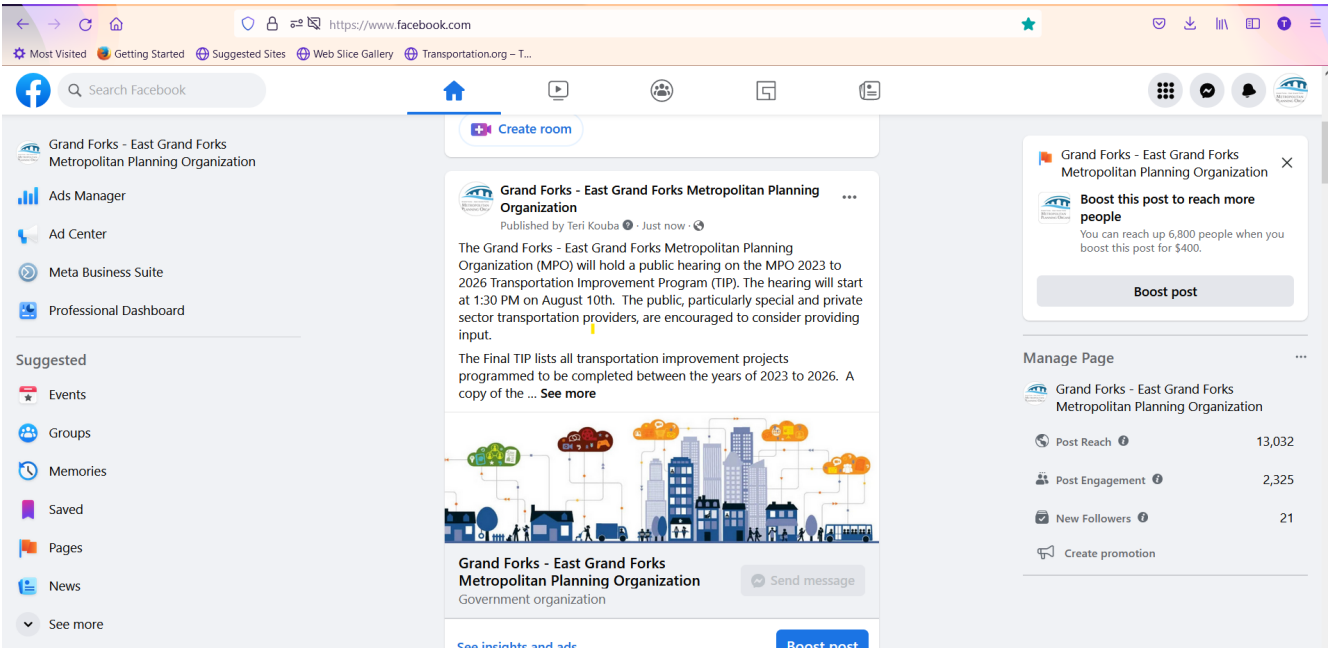 https://www.facebook.com
T
Most Visited
Getting Started
Suggested Sites
Web Slice Gallery
Transportation.org – T...
Search Facebook
Grand Forks - East Grand Forks
Metropolitan Planning Organization
Ads Manager
Ad Center
Meta Business Suite
Professional Dashboard
Suggested
Events
Groups
Memories
Saved
Pages
News
See more
Create room
Grand Forks - East Grand Forks Metropolitan Planning
Organization
Published by Teri Kouba · Just now ·
The Grand Forks - East Grand Forks Metropolitan Planning
Organization (MPO) will hold a public hearing on the MPO 2023 to
2026 Transportation Improvement Program (TIP). The hearing will start
at 1:30 PM on August 10th. The public, particularly special and private
sector transportation providers, are encouraged to consider providing
input.
The Final TIP lists all transportation improvement projects
programmed to be completed between the years of 2023 to 2026. A
copy of the ... See more
Grand Forks - East Grand Forks
Metropolitan Planning Organization
Government organization
Send message
See insights and ads
Boost post
Grand Forks - East Grand Forks
Metropolitan Planning Organization
Boost this post to reach more
people
You can reach up 6,800 people when you
boost this post for $400.
Boost post
Manage Page
Grand Forks - East Grand Forks
Metropolitan Planning Organization
Post Reach 13,032
Post Engagement 2,325
New Followers 21
Create promotion